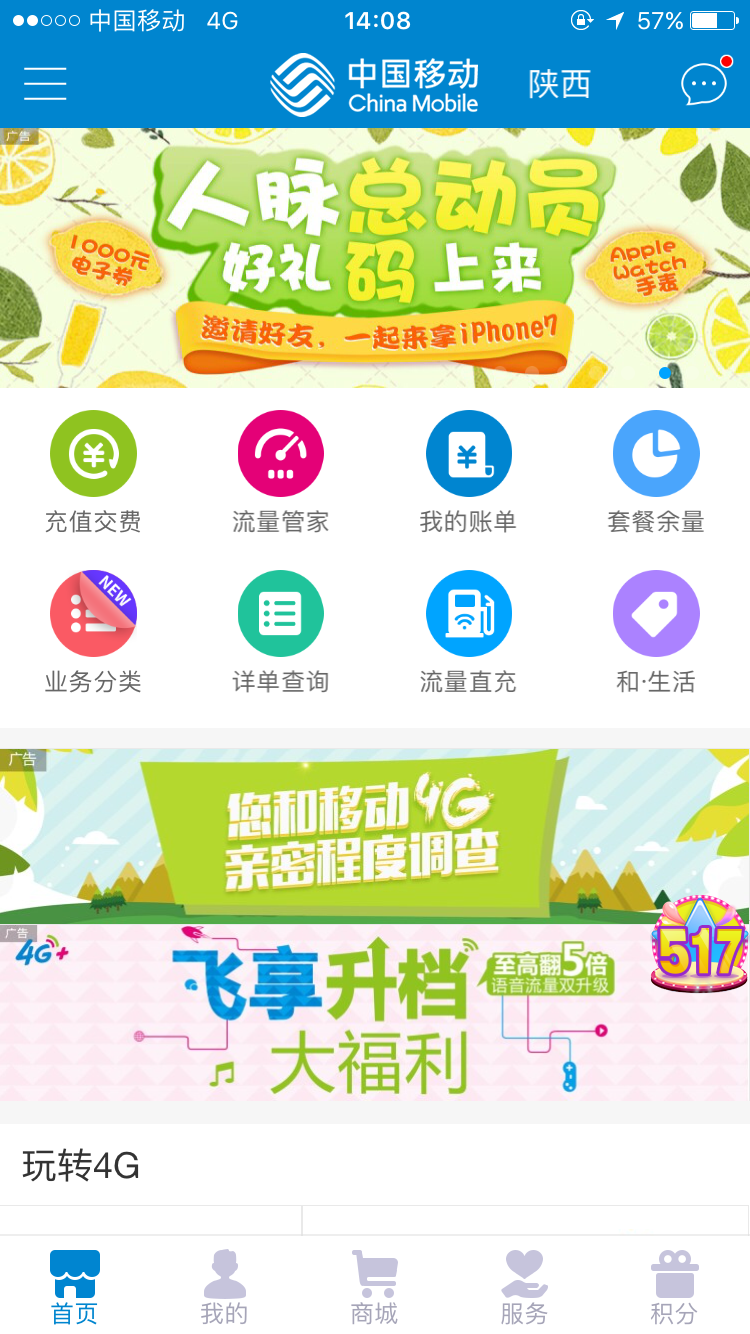 中国移动 4G 14:08 57%
中国移动 陕西
China Mobile
广告
人脉总动员
好礼码上来
1000元
电子券
Apple
Watch
手表
邀请好友，一起来拿iPhone7
充值交费 流量管家 我的账单 套餐余量
NEW
业务分类 详单查询 流量直充 和·生活
广告
您和移动4G
亲密程度调查
广告
4G+
飞享升档
至高翻5倍
语音流量双升级
大福利
517
玩转4G
首页 我的 商城 服务 积分